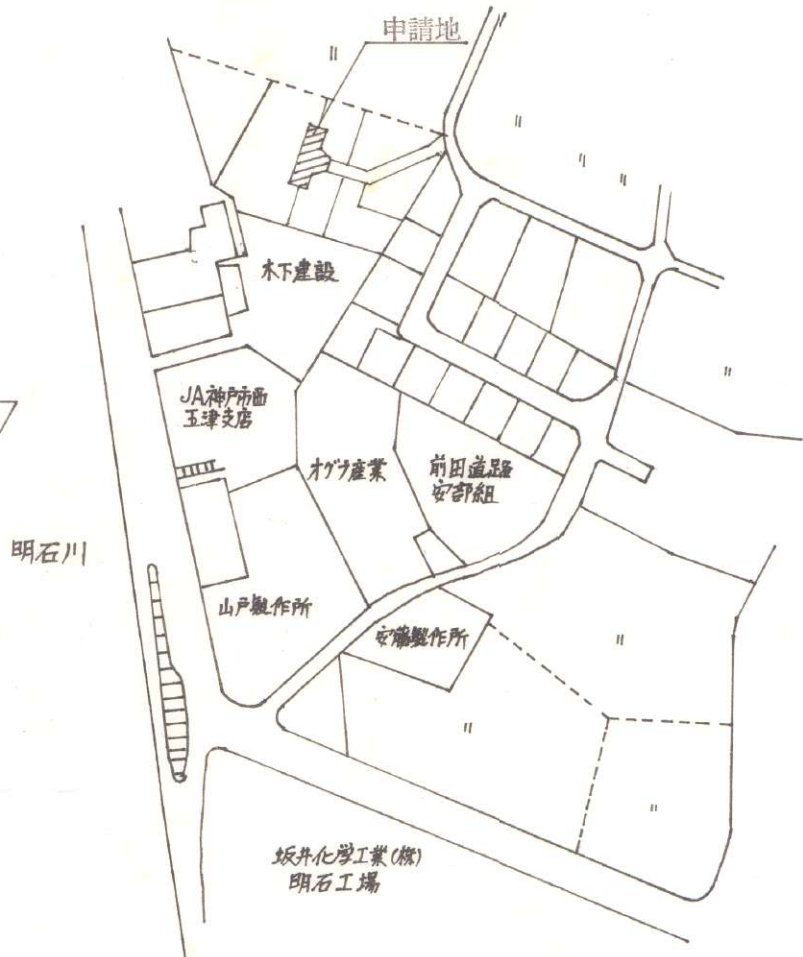 申請地
木下建設
JA神戸市西
玉津支店
オグラ産業
前田道路
安部組
明石川
山戸製作所
安藤製作所
坂井化学工業(株)
明石工場